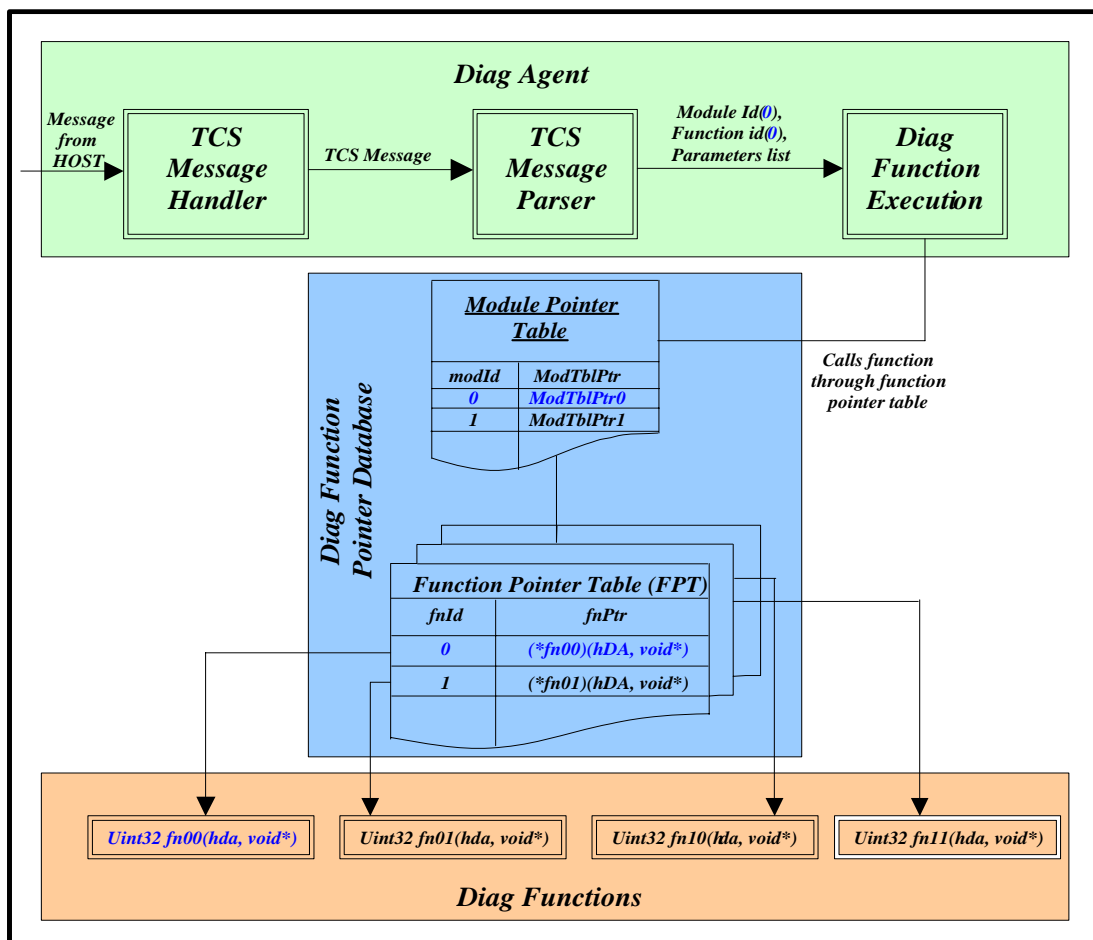 Diag Agent
Message
from
HOST
TCS
Message
Handler
TCS Message
TCS
Message
Parser
Module Id(0),
Function id(0),
Parameters list
Diag
Function
Execution
Module Pointer
Table
modId ModTblPtr
0 ModTblPtr0
1 ModTblPtr1
Calls function
through function
pointer table
Diag Function
Pointer Database
Function Pointer Table (FPT)
fnId fnPtr
0 (*fn00)(hDA, void*)
1 (*fn01)(hDA, void*)
Uint32 fn00(hda, void*)
Uint32 fn01(hda, void*)
Uint32 fn10(hda, void*)
Uint32 fn11(hda, void*)
Diag Functions